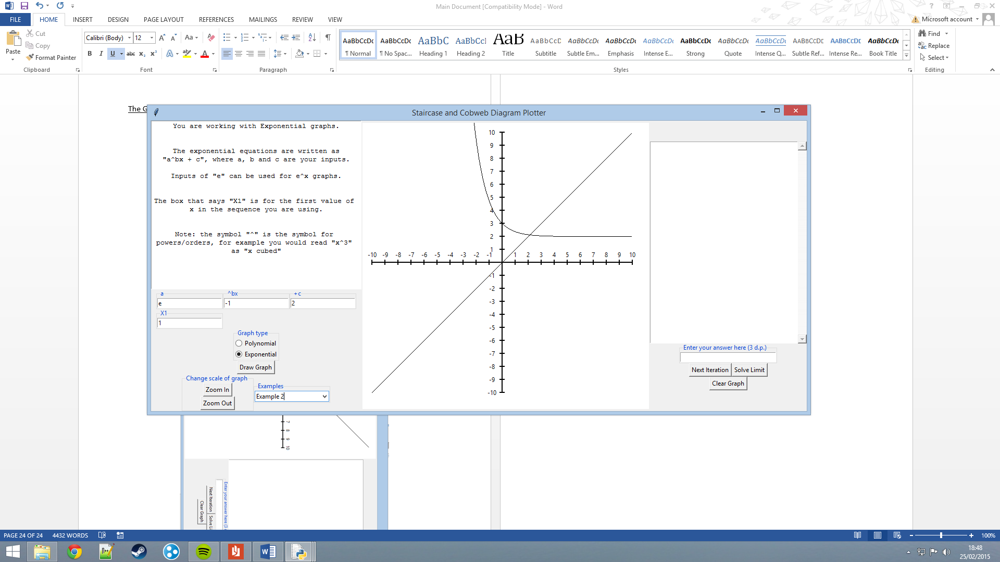 Main Document [Compatibility Mode] - Word
FILE HOME INSERT DESIGN PAGE LAYOUT REFERENCES MAILINGS REVIEW VIEW
Microsoft account
Paste
Cut
Copy
Format Painter
Clipboard
Calibri (Body) 12
Font
Paragraph
AaBbCcDc AaBbCcDc AaBbC AaBbCcI AaB AaBbCcD AaBbCcDc AaBbCcDc AaBbCcDc AaBbCcDc AaBbCcDc AaBbCcDc AABBCCDE AABBCCDE AaBbCcDc
¶ Normal ¶ No Spac... Heading 1 Heading 2 Title Subtitle Subtle Em... Emphasis Intense E... Strong Quote Intense Q... Subtle Ref... Intense Re... Book Title
Styles
Find
Replace
Select
Editing
The G
Staircase and Cobweb Diagram Plotter
You are working with Exponential graphs.
The exponential equations are written as
"a^bx + c", where a, b and c are your inputs.
Inputs of "e" can be used for e^x graphs.
The box that says "X1" is for the first value of
x in the sequence you are using.
Note: the symbol "^" is the symbol for
powers/orders, for example you would read "x^3"
as "x cubed"
a ^bx +c
e -1 2
X1
1
Graph type
Polynomial
Exponential
Draw Graph
Change scale of graph
Zoom In
Zoom Out
Examples
Example 2
10
9
8
7
6
5
4
3
2
1
-10 -9 -8 -7 -6 -5 -4 -3 -2 -1 1 2 3 4 5 6 7 8 9 10
-1
-2
-3
-4
-5
-6
-7
-8
-9
-10
Enter your answer here (3 d.p.)
Next Iteration Solve Limit
Clear Graph
7
8
9
10
Enter your answer here (3
Next Iteration Solve Li
Clear Graph
PAGE 24 OF 24 4432 WORDS
100%
18:48
25/02/2015